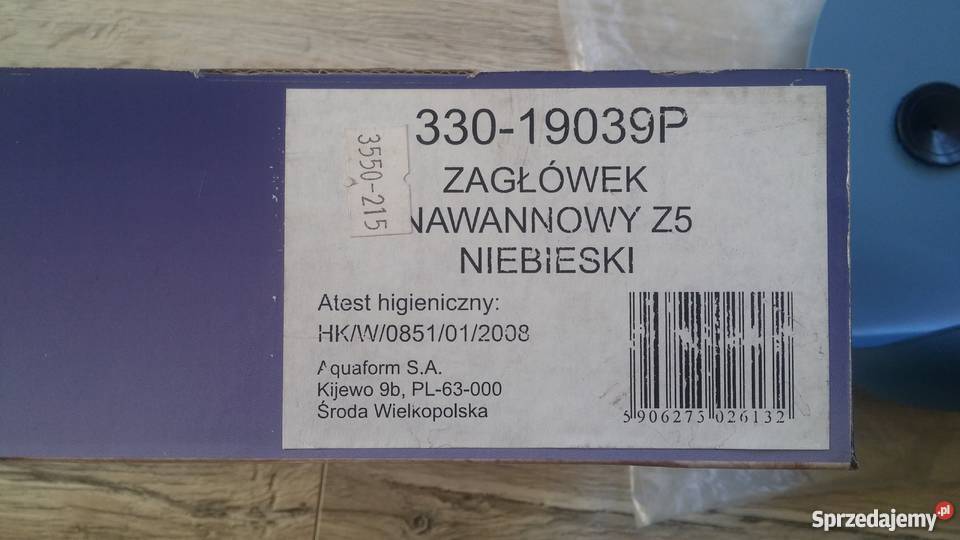 330-19039P
3550-215
ZAGŁÓWEK
NAWANNOWY Z5
NIEBIESKI
Atest higieniczny:
HK/W/0851/01/2008
Aquaform S.A.
Kijewo 9b, PL-63-000
Środa Wielkopolska
5906275026132
Sprzedajemy.pl